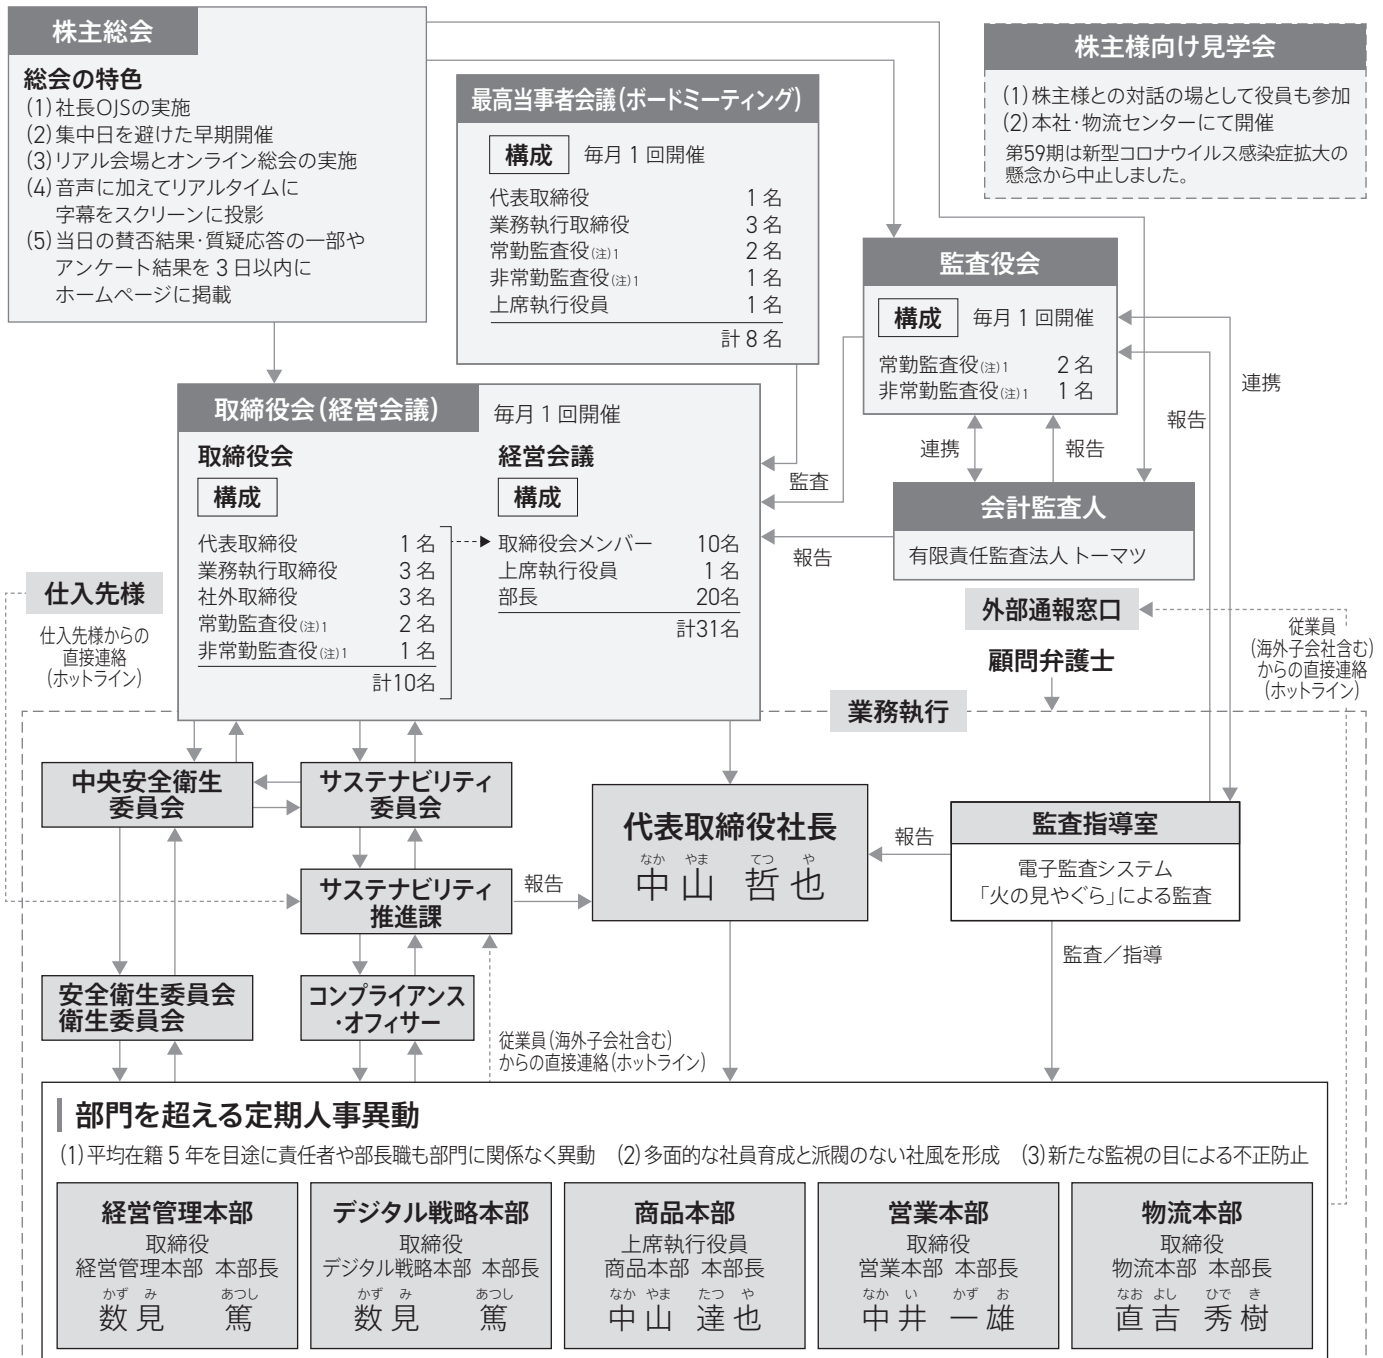 株主総会
総会の特色
(1)社長OJSの実施
(2)集中日を避けた早期開催
(3)リアル会場とオンライン総会の実施
(4)音声に加えてリアルタイムに
字幕をスクリーンに投影
(5)当日の賛否結果・質疑応答の一部や
アンケート結果を3日以内に
ホームページに掲載
最高当事者会議(ボードミーティング)
構成 毎月1回開催
代表取締役 1名
業務執行取締役 3名
常勤監査役(注)1 2名
非常勤監査役(注)1 1名
上席執行役員 1名
計8名
株主様向け見学会
(1)株主様との対話の場として役員も参加
(2)本社・物流センターにて開催
第59期は新型コロナウイルス感染症拡大の
懸念から中止しました。
監査役会
構成 毎月1回開催
常勤監査役(注)1 2名
非常勤監査役(注)1 1名
連携
報告
連携
報告
監査
報告
会計監査人
有限責任監査法人トーマツ
取締役会(経営会議) 毎月1回開催
取締役会
構成
代表取締役 1名
業務執行取締役 3名
社外取締役 3名
常勤監査役(注)1 2名
非常勤監査役(注)1 1名
計10名
経営会議
構成
取締役会メンバー 10名
上席執行役員 1名
部長 20名
計31名
仕入先様
仕入先様からの
直接連絡
(ホットライン)
外部通報窓口
顧問弁護士
従業員
(海外子会社含む)
からの直接連絡
(ホットライン)
業務執行
中央安全衛生
委員会
サステナビリティ
委員会
代表取締役社長
なか やま てつ や
中山 哲也
報告
監査指導室
電子監査システム
「火の見やぐら」による監査
監査/指導
サステナビリティ
推進課
報告
安全衛生委員会
衛生委員会
コンプライアンス
・オフィサー
従業員(海外子会社含む)
からの直接連絡(ホットライン)
部門を超える定期人事異動
(1)平均在籍5年を目途に責任者や部長職も部門に関係なく異動 (2)多面的な社員育成と派閥のない社風を形成 (3)新たな監視の目による不正防止
経営管理本部
取締役
経営管理本部 本部長
かず み あつし
数見 篤
デジタル戦略本部
取締役
デジタル戦略本部 本部長
かず み あつし
数見 篤
商品本部
上席執行役員
商品本部 本部長
なか やま たつ や
中山 達也
営業本部
取締役
営業本部 本部長
なか い かず お
中井 一雄
物流本部
取締役
物流本部 本部長
なお よし ひで き
直吉 秀樹